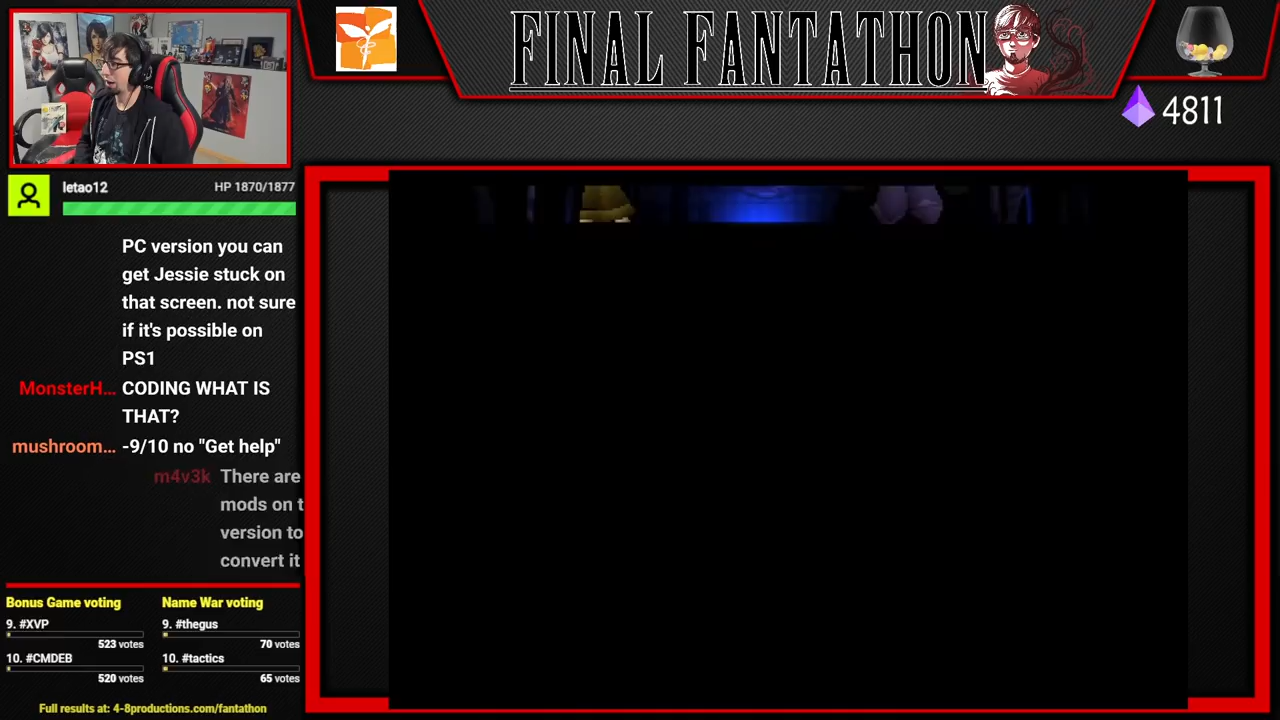 FINAL FANTATHON
4811
letao12
HP 1870/1877
PC version you can
get Jessie stuck on
that screen. not sure
if it's possible on
PS1
MonsterH... CODING WHAT IS
THAT?
mushroom... -9/10 no "Get help"
m4v3k There are
mods on t
version to
convert it
Bonus Game voting
9. #XVP
523 votes
10. #CMDEB
520 votes
Name War voting
9. #thegus
70 votes
10. #tactics
65 votes
Full results at: 4-8productions.com/fantathon